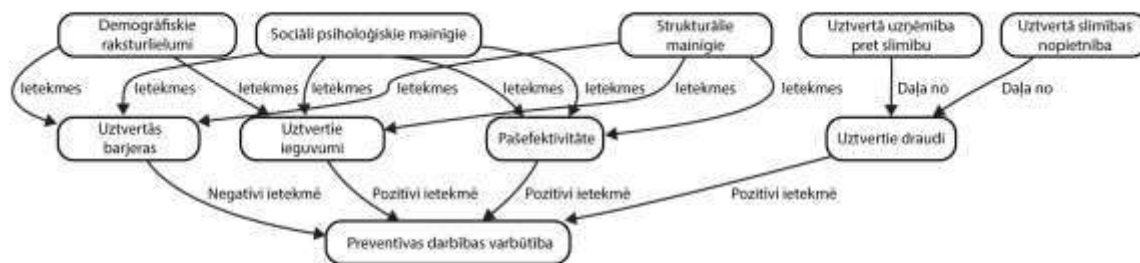 Demogrāfiskie
raksturlielumi
Sociāli psiholoģiskie mainīgie
Strukturālie
mainīgie
Uztvertā uzņēmība
pret slimību
Uztvertā slimības
nopietnība
Ietekmes
Ietekmes
Ietekmes
Ietekmes
Ietekmes
Ietekmes
Ietekmes
Ietekmes
Daļa no
Daļa no
Uztvertās
barjeras
Uztvertie
ieguvumi
Pašefektivitāte
Uztvertie draudi
Negatīvi ietekmē
Pozitīvi ietekmē
Pozitīvi ietekmē
Pozitīvi ietekmē
Preventīvas darbības varbūtība